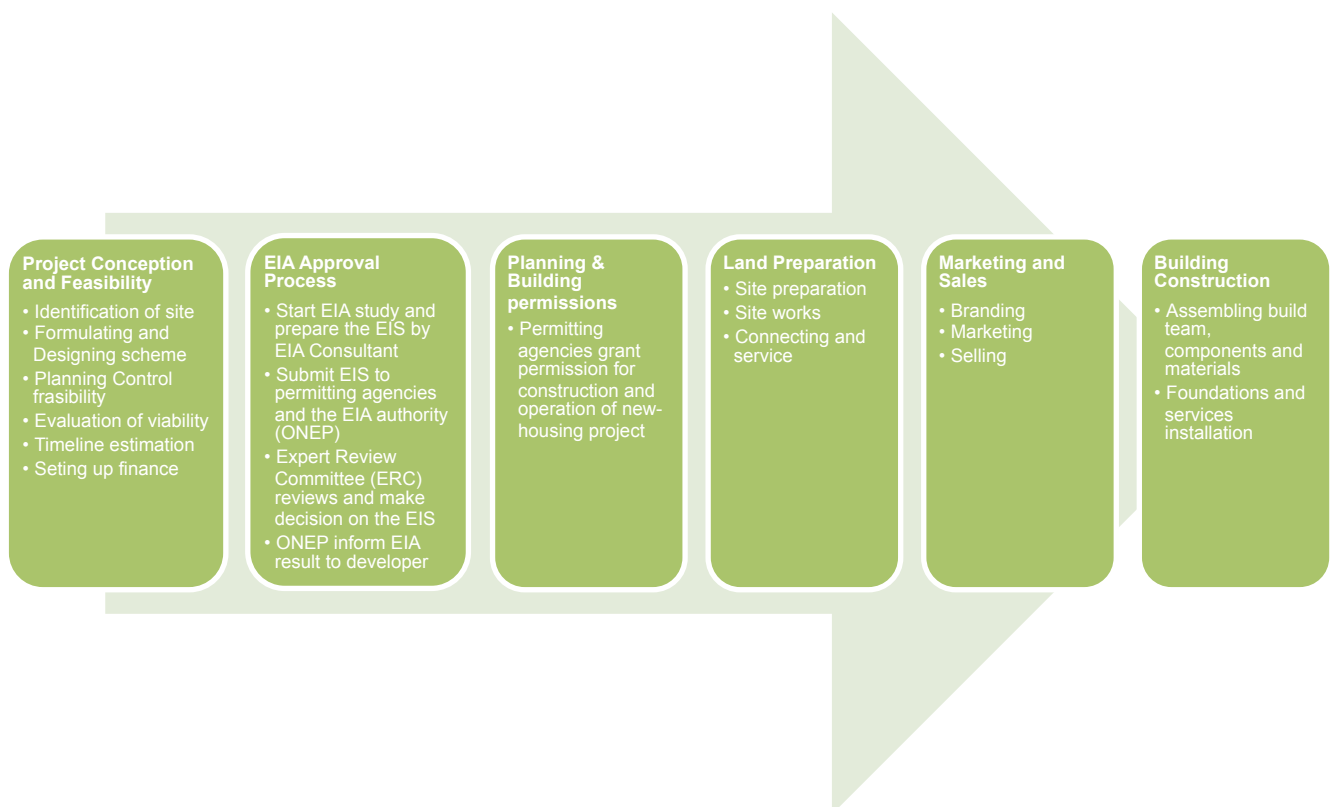 Project Conception
and Feasibility
• Identification of site
• Formulating and
Designing scheme
• Planning Control
frasibility
• Evaluation of viability
• Timeline estimation
• Seting up finance
EIA Approval
Process
• Start EIA study and
prepare the EIS by
EIA Consultant
• Submit EIS to
permitting agencies
and the EIA authority
(ONEP)
• Expert Review
Committee (ERC)
reviews and make
decision on the EIS
• ONEP inform EIA
result to developer
Planning &
Building
permissions
• Permitting
agencies grant
permission for
construction and
operation of new-
housing project
Land Preparation
• Site preparation
• Site works
• Connecting and
service
Marketing and
Sales
• Branding
• Marketing
• Selling
Building
Construction
• Assembling build
team,
components and
materials
• Foundations and
services
installation